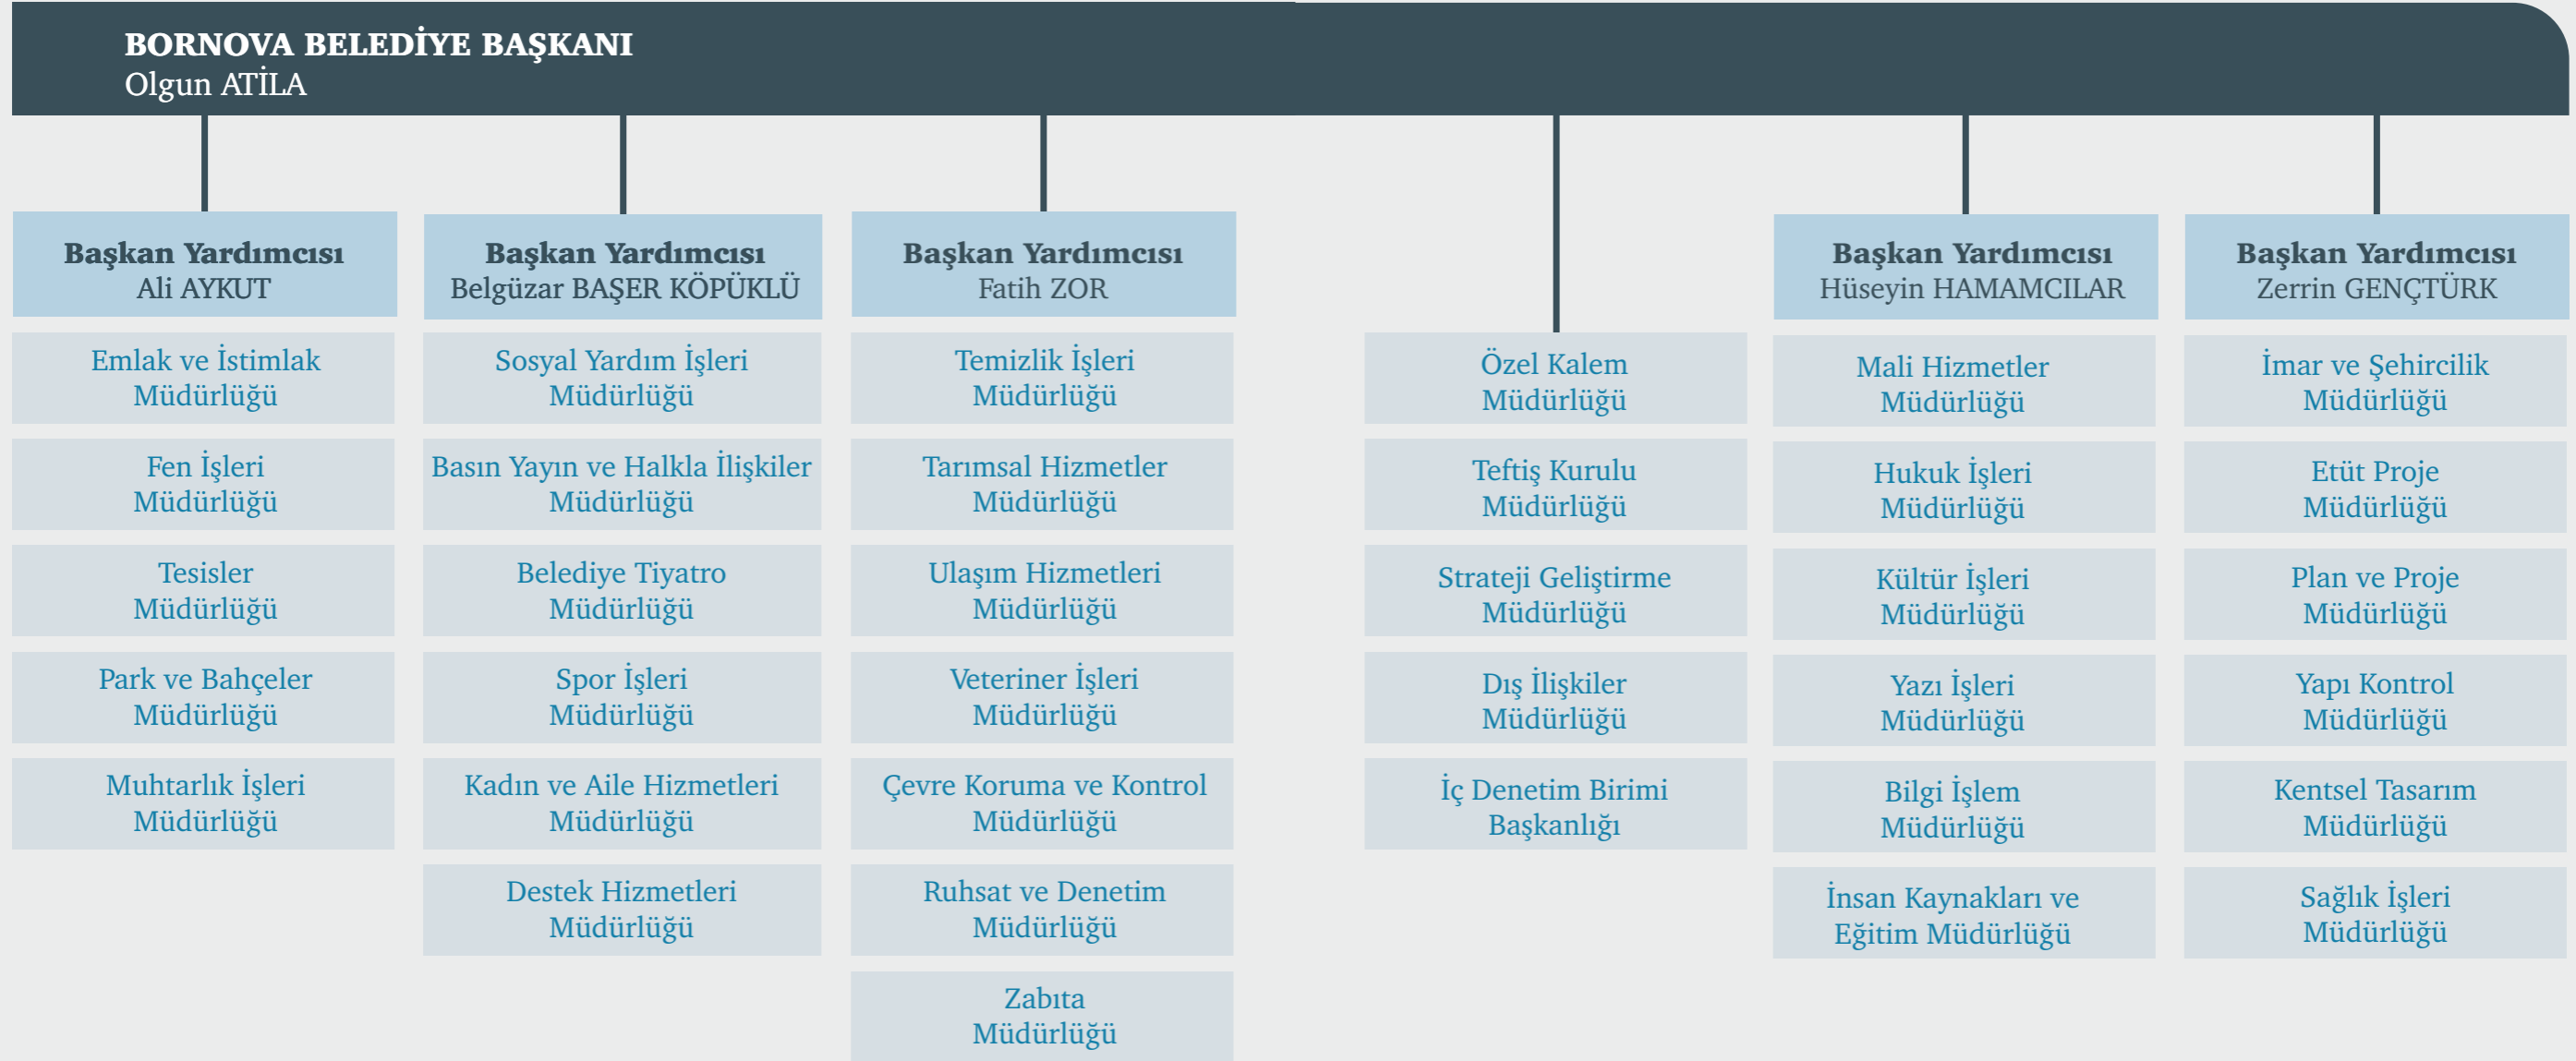 BORNOVA BELEDİYE BAŞKANI
Olgun ATİLA
Başkan Yardımcısı
Ali AYKUT
Emlak ve İstimlak
Müdürlüğü
Fen İşleri
Müdürlüğü
Tesisler
Müdürlüğü
Park ve Bahçeler
Müdürlüğü
Muhtarlık İşleri
Müdürlüğü
Başkan Yardımcısı
Belgüzar BAŞER KÖPÜKLÜ
Sosyal Yardım İşleri
Müdürlüğü
Basın Yayın ve Halkla İlişkiler
Müdürlüğü
Belediye Tiyatro
Müdürlüğü
Spor İşleri
Müdürlüğü
Kadın ve Aile Hizmetleri
Müdürlüğü
Destek Hizmetleri
Müdürlüğü
Başkan Yardımcısı
Fatih ZOR
Temizlik İşleri
Müdürlüğü
Tarımsal Hizmetler
Müdürlüğü
Ulaşım Hizmetleri
Müdürlüğü
Veteriner İşleri
Müdürlüğü
Çevre Koruma ve Kontrol
Müdürlüğü
Ruhsat ve Denetim
Müdürlüğü
Zabıta
Müdürlüğü
Özel Kalem
Müdürlüğü
Teftiş Kurulu
Müdürlüğü
Strateji Geliştirme
Müdürlüğü
Dış İlişkiler
Müdürlüğü
İç Denetim Birimi
Başkanlığı
Başkan Yardımcısı
Hüseyin HAMAMCILAR
Mali Hizmetler
Müdürlüğü
Hukuk İşleri
Müdürlüğü
Kültür İşleri
Müdürlüğü
Yazı İşleri
Müdürlüğü
Bilgi İşlem
Müdürlüğü
İnsan Kaynakları ve
Eğitim Müdürlüğü
Başkan Yardımcısı
Zerrin GENÇTÜRK
İmar ve Şehircilik
Müdürlüğü
Etüt Proje
Müdürlüğü
Plan ve Proje
Müdürlüğü
Yapı Kontrol
Müdürlüğü
Kentsel Tasarım
Müdürlüğü
Sağlık İşleri
Müdürlüğü